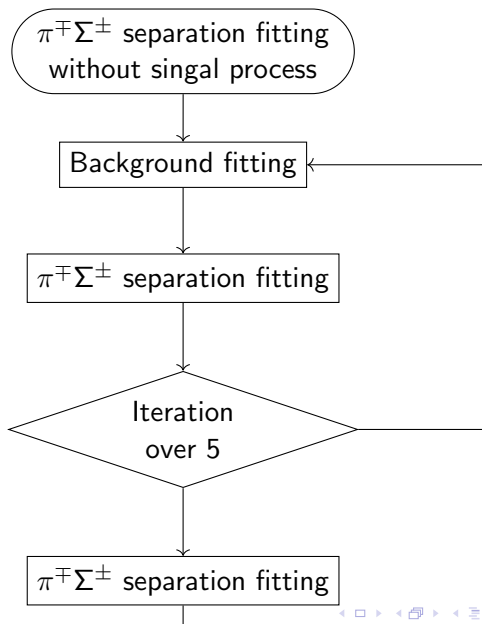 π∓Σ± separation fitting
without singal process
Background fitting
π∓Σ± separation fitting
Iteration
over 5
π∓Σ± separation fitting